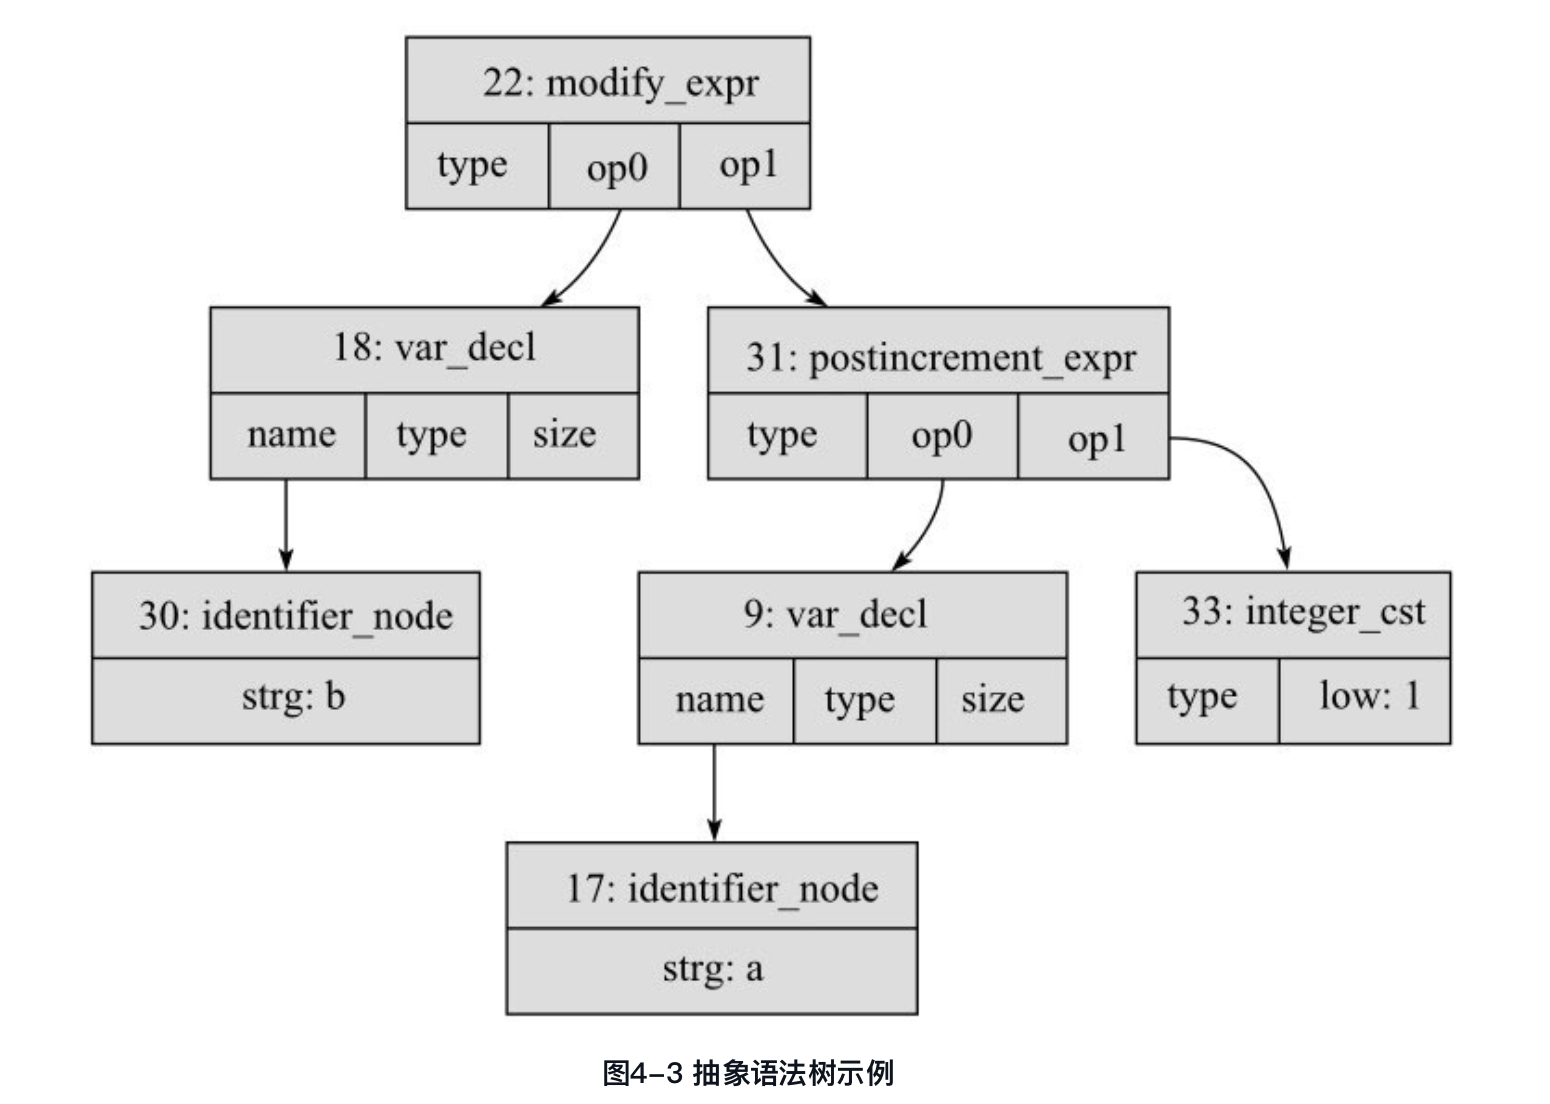 22: modify_expr
type op0 op1
18: var_decl
name type size
31: postincrement_expr
type op0 op1
30: identifier_node
strg: b
9: var_decl
name type size
33: integer_cst
type low: 1
17: identifier_node
strg: a
图4–3 抽象语法树示例